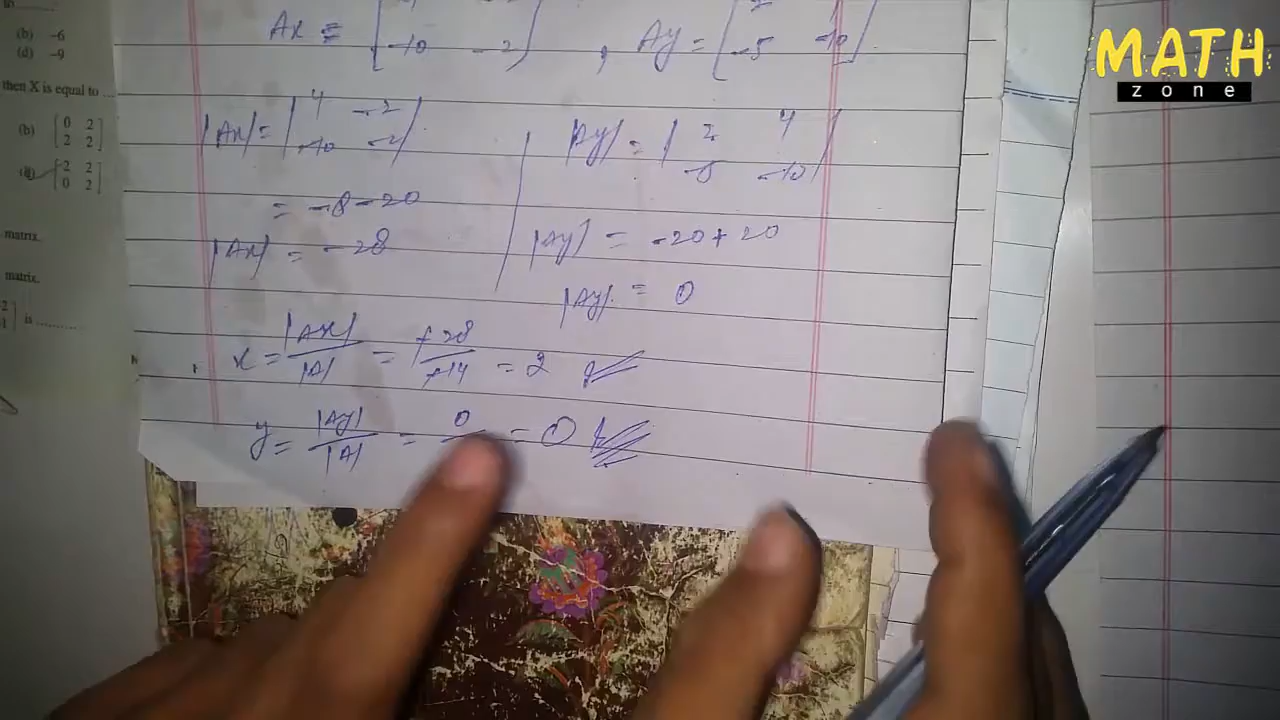 MATH
zone
(b) -6
(d) -9
then X is equal to ...
(b) [0 2
2 2]
[-2 2
0 2]
matrix.
matrix.
is ..........
Ax = [
-10 -2] , Ay = [
-5 -10]
|Ax| = |4 -2
-10 -2|
|Ay| = |2 4
-5 -10|
= -8-20
|Ax| = -28
|Ay| = -20+20
|Ay| = 0
x = |Ax|/|A| = -28/-14 = 2
y = |Ay|/|A| = 0/ = 0